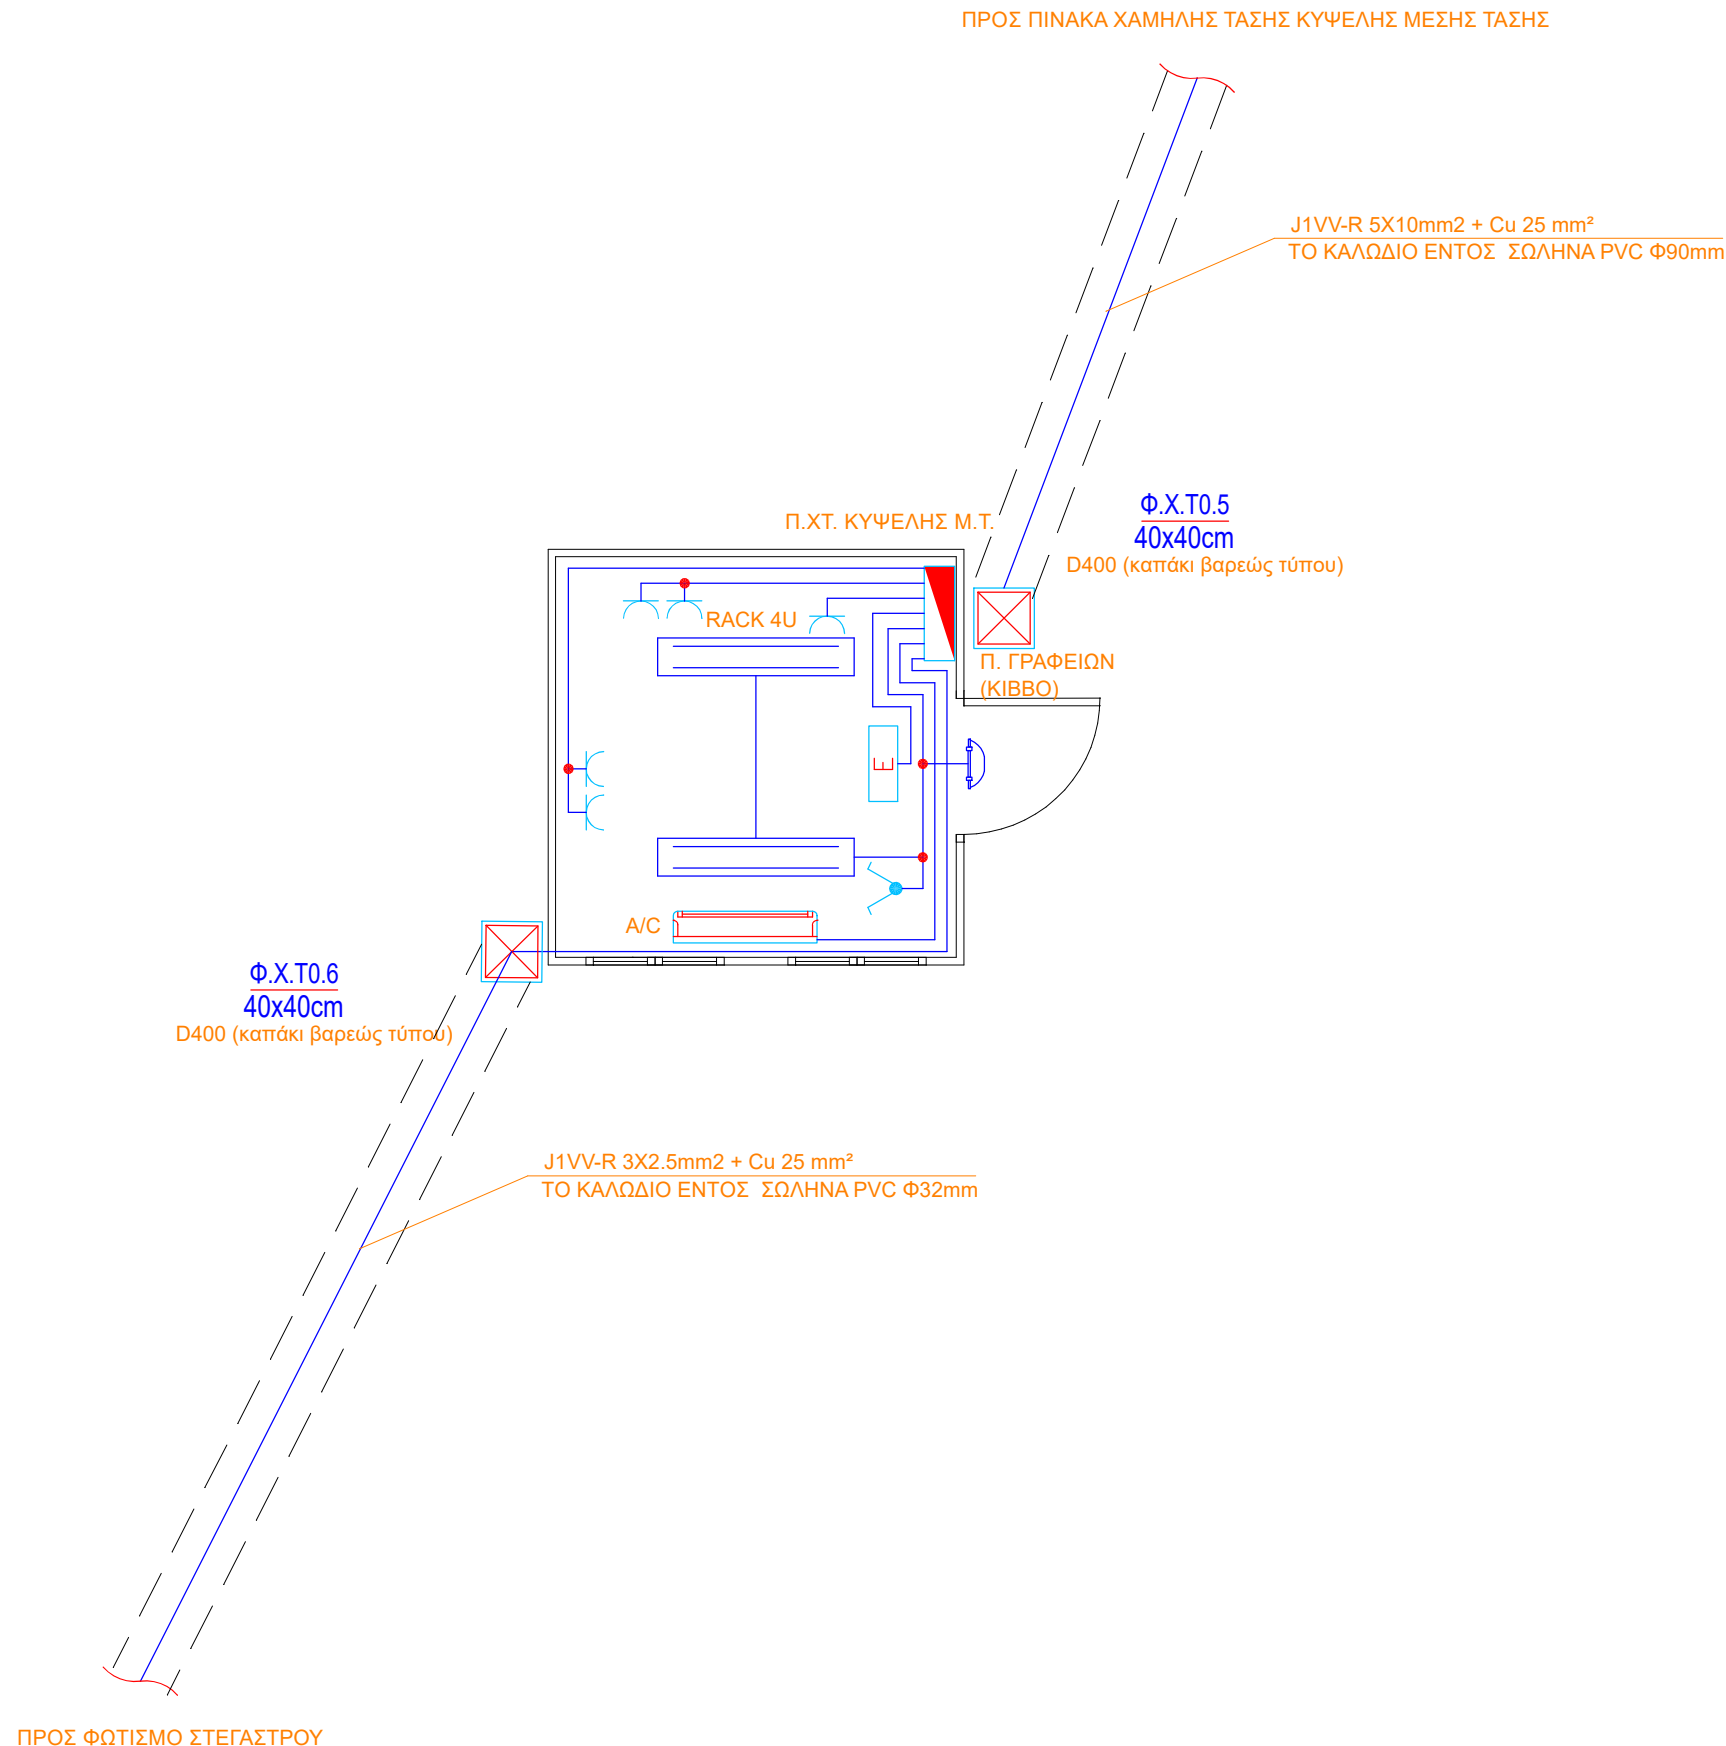 ΠΡΟΣ ΠΙΝΑΚΑ ΧΑΜΗΛΗΣ ΤΑΣΗΣ ΚΥΨΕΛΗΣ ΜΕΣΗΣ ΤΑΣΗΣ
J1VV-R 5X10mm2 + Cu 25 mm²
ΤΟ ΚΑΛΩΔΙΟ ΕΝΤΟΣ ΣΩΛΗΝΑ PVC Φ90mm
Φ.Χ.Τ0.5
40x40cm
D400 (καπάκι βαρεώς τύπου)
Π.ΧΤ. ΚΥΨΕΛΗΣ Μ.Τ.
RACK 4U
Π. ΓΡΑΦΕΙΩΝ
(ΚΙΒΒΟ)
E
A/C
Φ.Χ.Τ0.6
40x40cm
D400 (καπάκι βαρεώς τύπου)
J1VV-R 3X2.5mm2 + Cu 25 mm²
ΤΟ ΚΑΛΩΔΙΟ ΕΝΤΟΣ ΣΩΛΗΝΑ PVC Φ32mm
ΠΡΟΣ ΦΩΤΙΣΜΟ ΣΤΕΓΑΣΤΡΟΥ